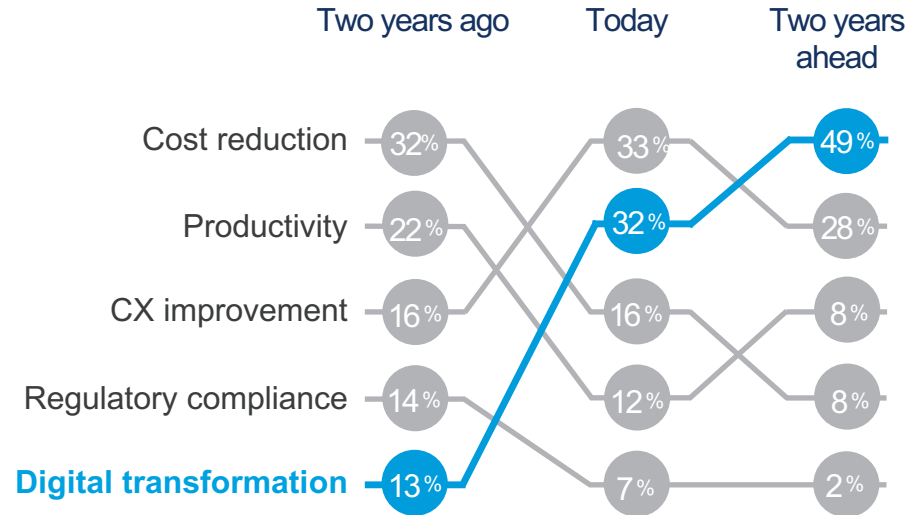 Two years ago Today Two years
ahead
Cost reduction 32% 33% 49%
Productivity 22% 32% 28%
CX improvement 16% 16% 8%
Regulatory compliance 14% 12% 8%
Digital transformation 13% 7% 2%